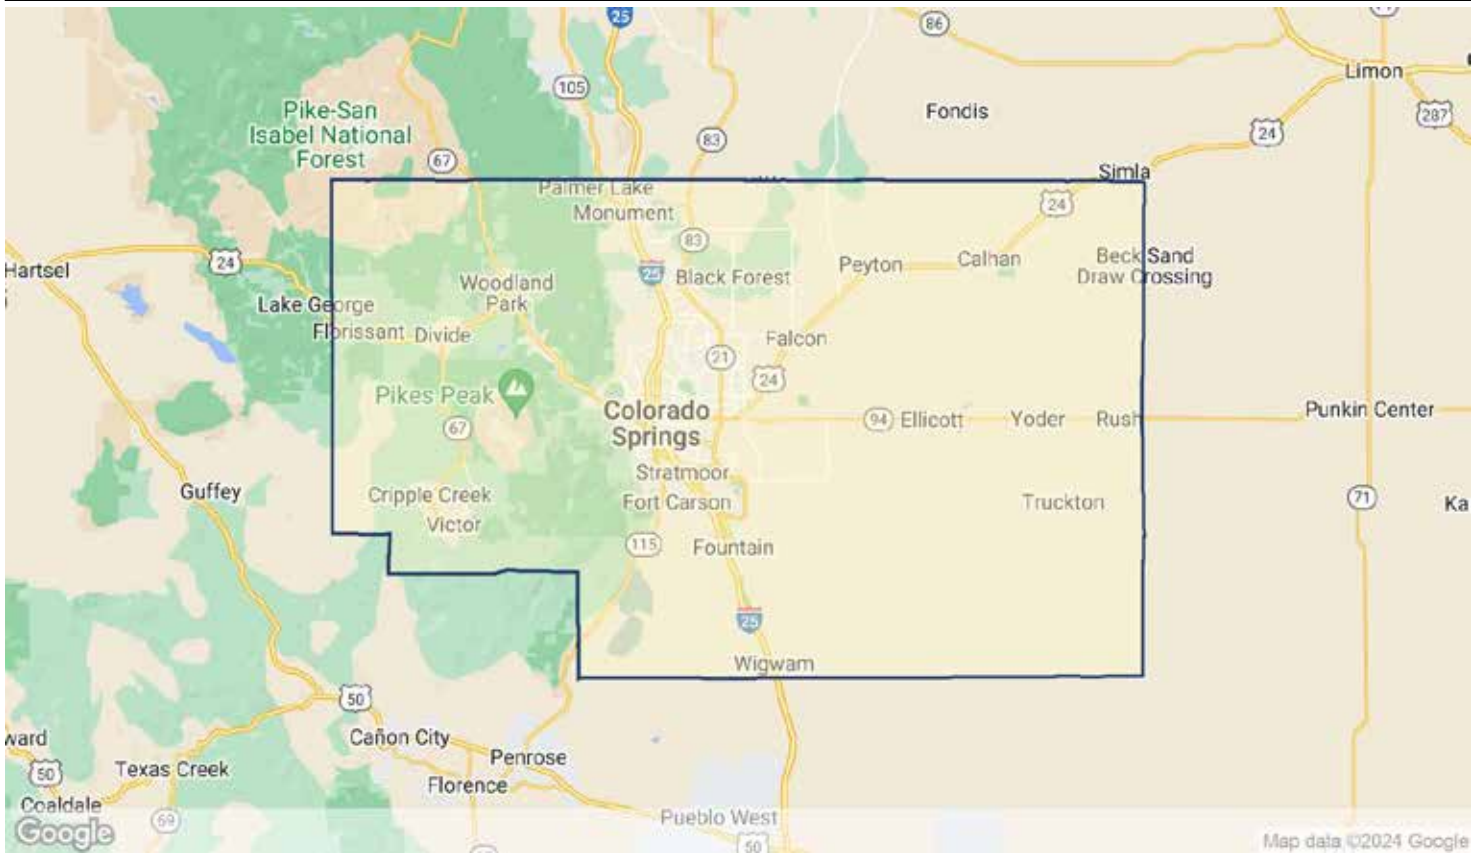 25
86
Limon
105
Fondis
287
Pike-San
Isabel National
Forest
83
24
67
Simla
Palmer Lake
Monument
24
83
Hartsel
24
25
Black Forest
Peyton
Calhan
Beck Sand
Draw Crossing
Woodland
Park
Lake George
Florissant
Divide
Falcon
21
24
Pikes Peak
Colorado
Springs
94
Ellicott
Yoder
Rush
Punkin Center
67
Stratmoor
Guffey
Cripple Creek
Fort Carson
Truckton
71
Ka
Victor
115
Fountain
25
Wigwam
50
ward
Cañon City
Penrose
50
Texas Creek
Florence
Coaldale
69
Pueblo West
50
Google
Map data ©2024 Google